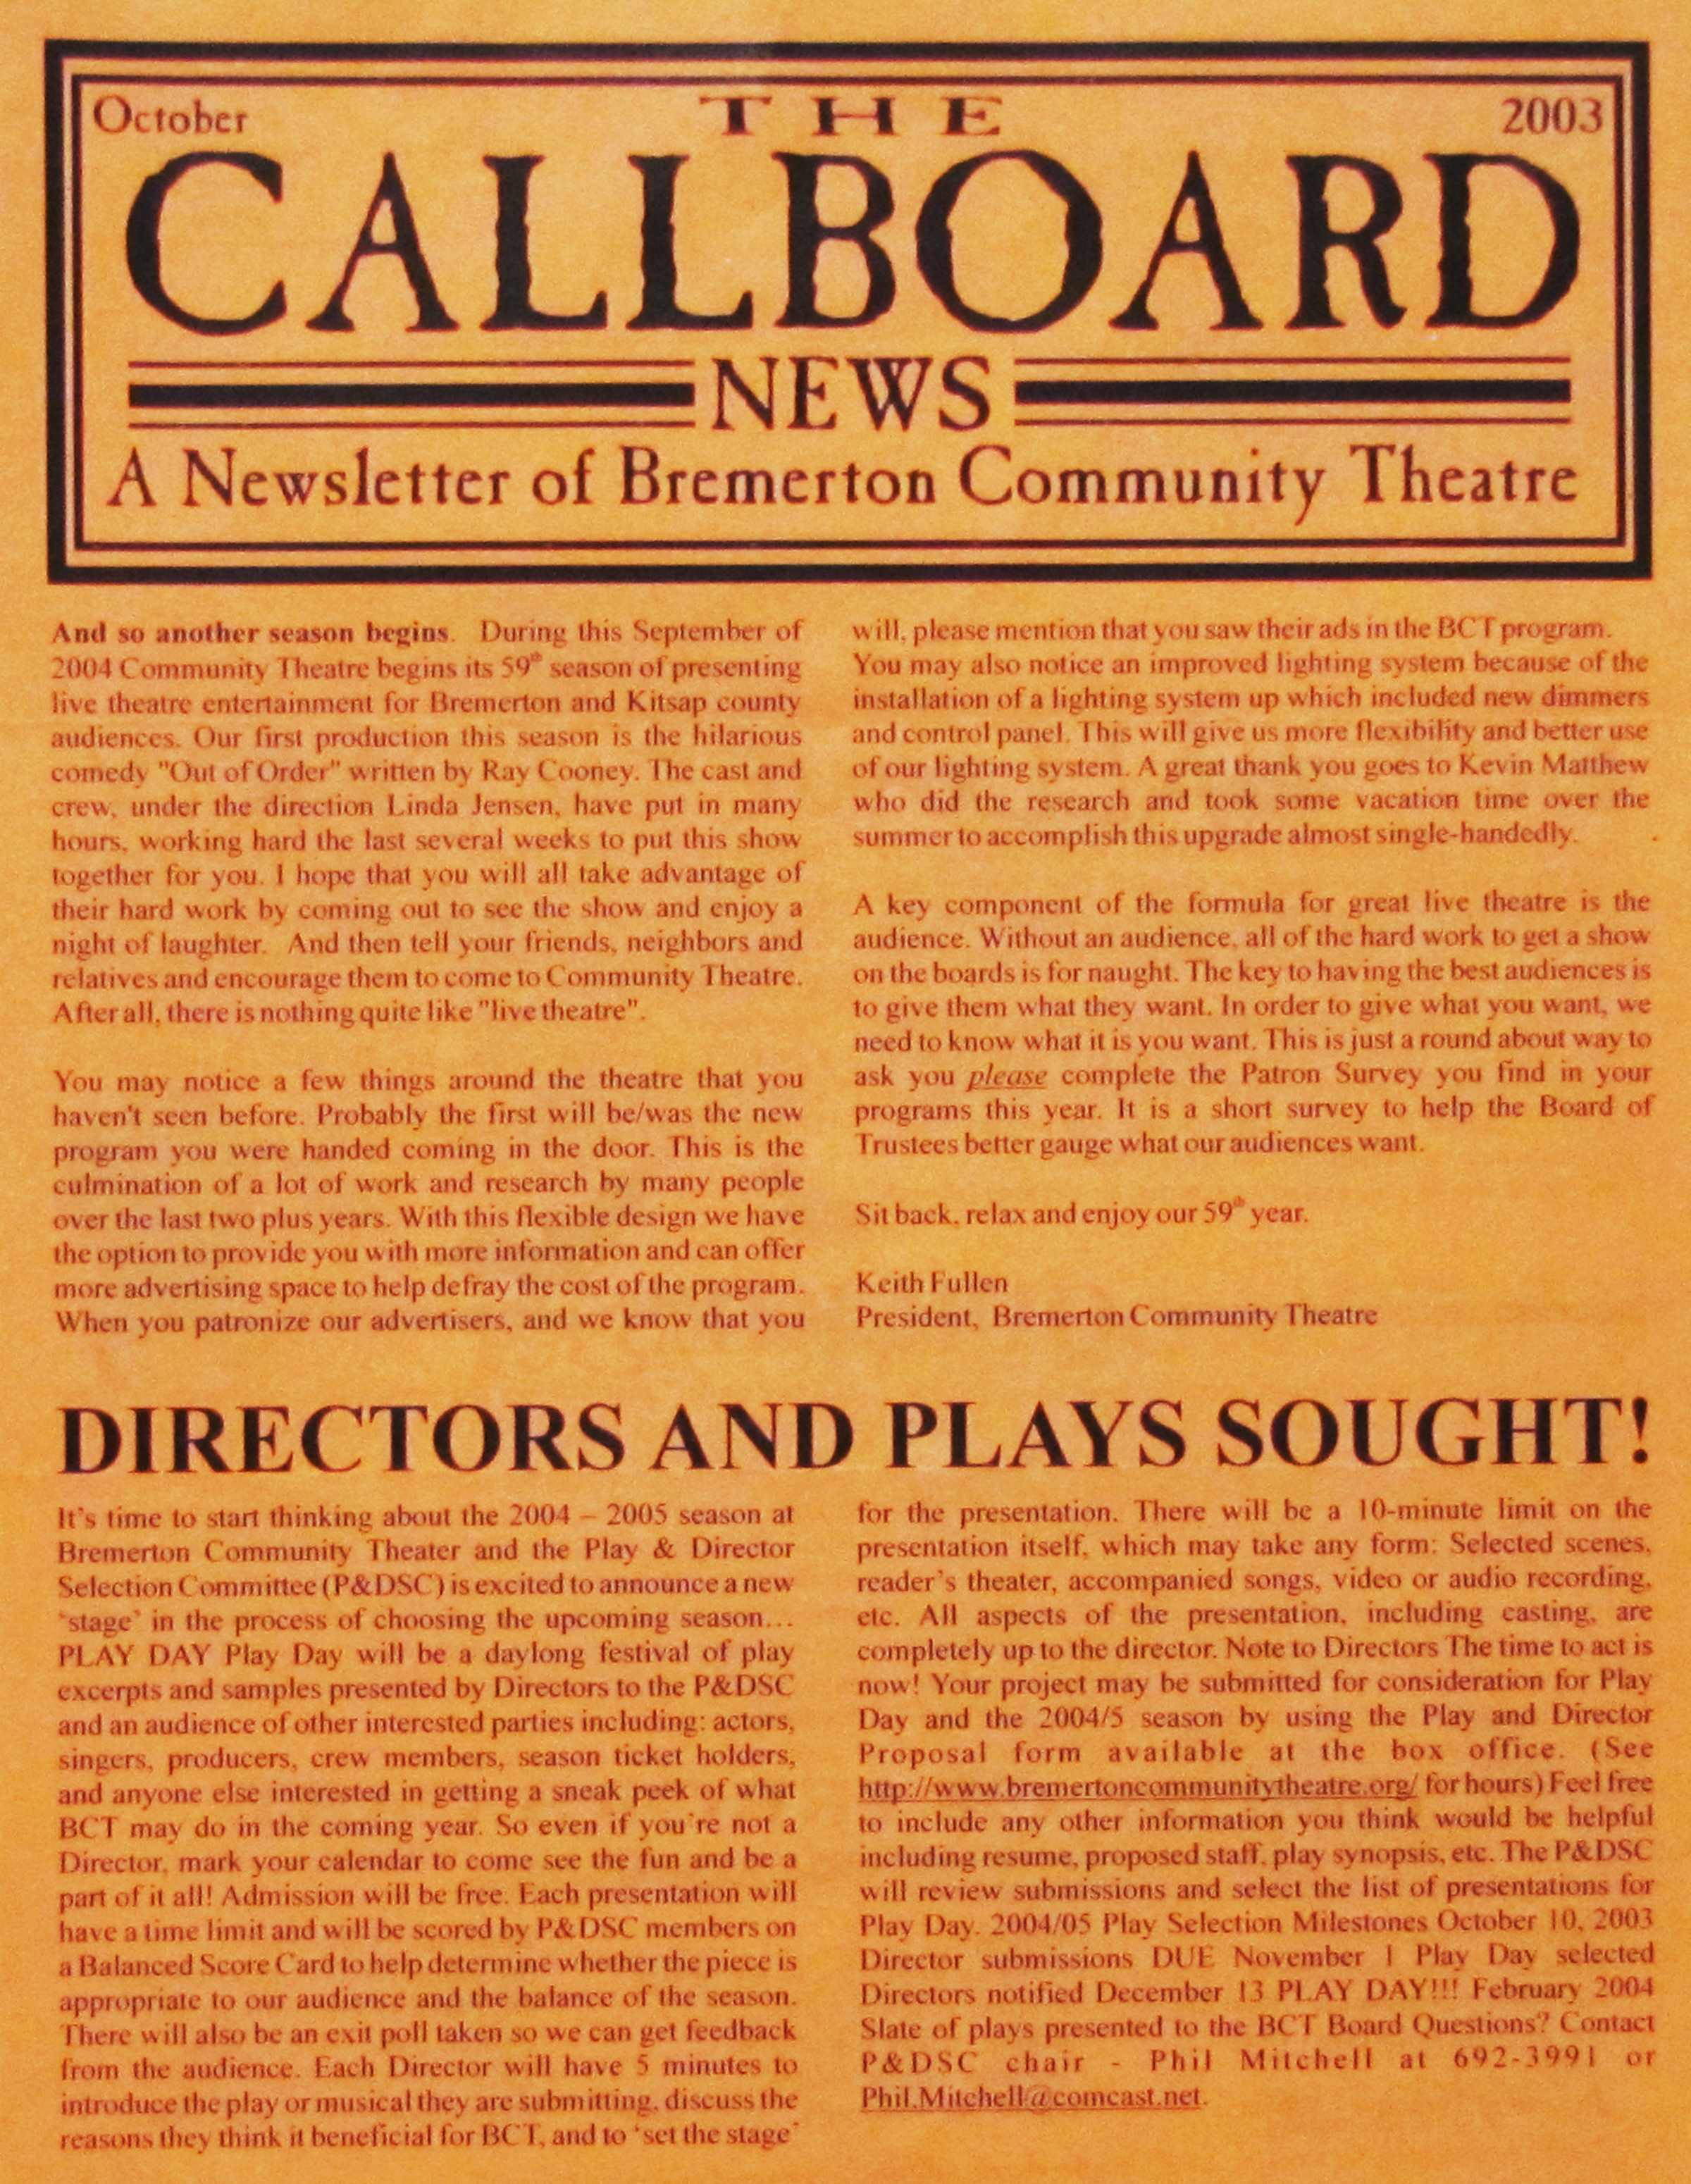 October THE 2003
CALLBOARD
NEWS
A Newsletter of Bremerton Community Theatre
And so another season begins. During this September of
2004 Community Theatre begins its 59th season of presenting
live theatre entertainment for Bremerton and Kitsap county
audiences. Our first production this season is the hilarious
comedy "Out of Order" written by Ray Cooney. The cast and
crew, under the direction Linda Jensen, have put in many
hours, working hard the last several weeks to put this show
together for you. I hope that you will all take advantage of
their hard work by coming out to see the show and enjoy a
night of laughter. And then tell your friends, neighbors and
relatives and encourage them to come to Community Theatre.
After all, there is nothing quite like "live theatre".
You may notice a few things around the theatre that you
haven't seen before. Probably the first will be/was the new
program you were handed coming in the door. This is the
culmination of a lot of work and research by many people
over the last two plus years. With this flexible design we have
the option to provide you with more information and can offer
more advertising space to help defray the cost of the program.
When you patronize our advertisers, and we know that you
will, please mention that you saw their ads in the BCT program.
You may also notice an improved lighting system because of the
installation of a lighting system up which included new dimmers
and control panel. This will give us more flexibility and better use
of our lighting system. A great thank you goes to Kevin Matthew
who did the research and took some vacation time over the
summer to accomplish this upgrade almost single-handedly.
A key component of the formula for great live theatre is the
audience. Without an audience, all of the hard work to get a show
on the boards is for naught. The key to having the best audiences is
to give them what they want. In order to give what you want, we
need to know what it is you want. This is just a round about way to
ask you please complete the Patron Survey you find in your
programs this year. It is a short survey to help the Board of
Trustees better gauge what our audiences want.
Sit back, relax and enjoy our 59th year.
Keith Fullen
President, Bremerton Community Theatre
DIRECTORS AND PLAYS SOUGHT!
It's time to start thinking about the 2004 – 2005 season at
Bremerton Community Theater and the Play & Director
Selection Committee (P&DSC) is excited to announce a new
'stage' in the process of choosing the upcoming season…
PLAY DAY Play Day will be a daylong festival of play
excerpts and samples presented by Directors to the P&DSC
and an audience of other interested parties including: actors,
singers, producers, crew members, season ticket holders,
and anyone else interested in getting a sneak peek of what
BCT may do in the coming year. So even if you're not a
Director, mark your calendar to come see the fun and be a
part of it all! Admission will be free. Each presentation will
have a time limit and will be scored by P&DSC members on
a Balanced Score Card to help determine whether the piece is
appropriate to our audience and the balance of the season.
There will also be an exit poll taken so we can get feedback
from the audience. Each Director will have 5 minutes to
introduce the play or musical they are submitting, discuss the
reasons they think it beneficial for BCT, and to 'set the stage'
for the presentation. There will be a 10-minute limit on the
presentation itself, which may take any form: Selected scenes,
reader's theater, accompanied songs, video or audio recording,
etc. All aspects of the presentation, including casting, are
completely up to the director. Note to Directors The time to act is
now! Your project may be submitted for consideration for Play
Day and the 2004/5 season by using the Play and Director
Proposal form available at the box office. (See
http://www.bremertoncommunitytheatre.org/ for hours) Feel free
to include any other information you think would be helpful
including resume, proposed staff, play synopsis, etc. The P&DSC
will review submissions and select the list of presentations for
Play Day. 2004/05 Play Selection Milestones October 10, 2003
Director submissions DUE November 1 Play Day selected
Directors notified December 13 PLAY DAY!!! February 2004
Slate of plays presented to the BCT Board Questions? Contact
P&DSC chair - Phil Mitchell at 692-3991 or
Phil.Mitchell@comcast.net.